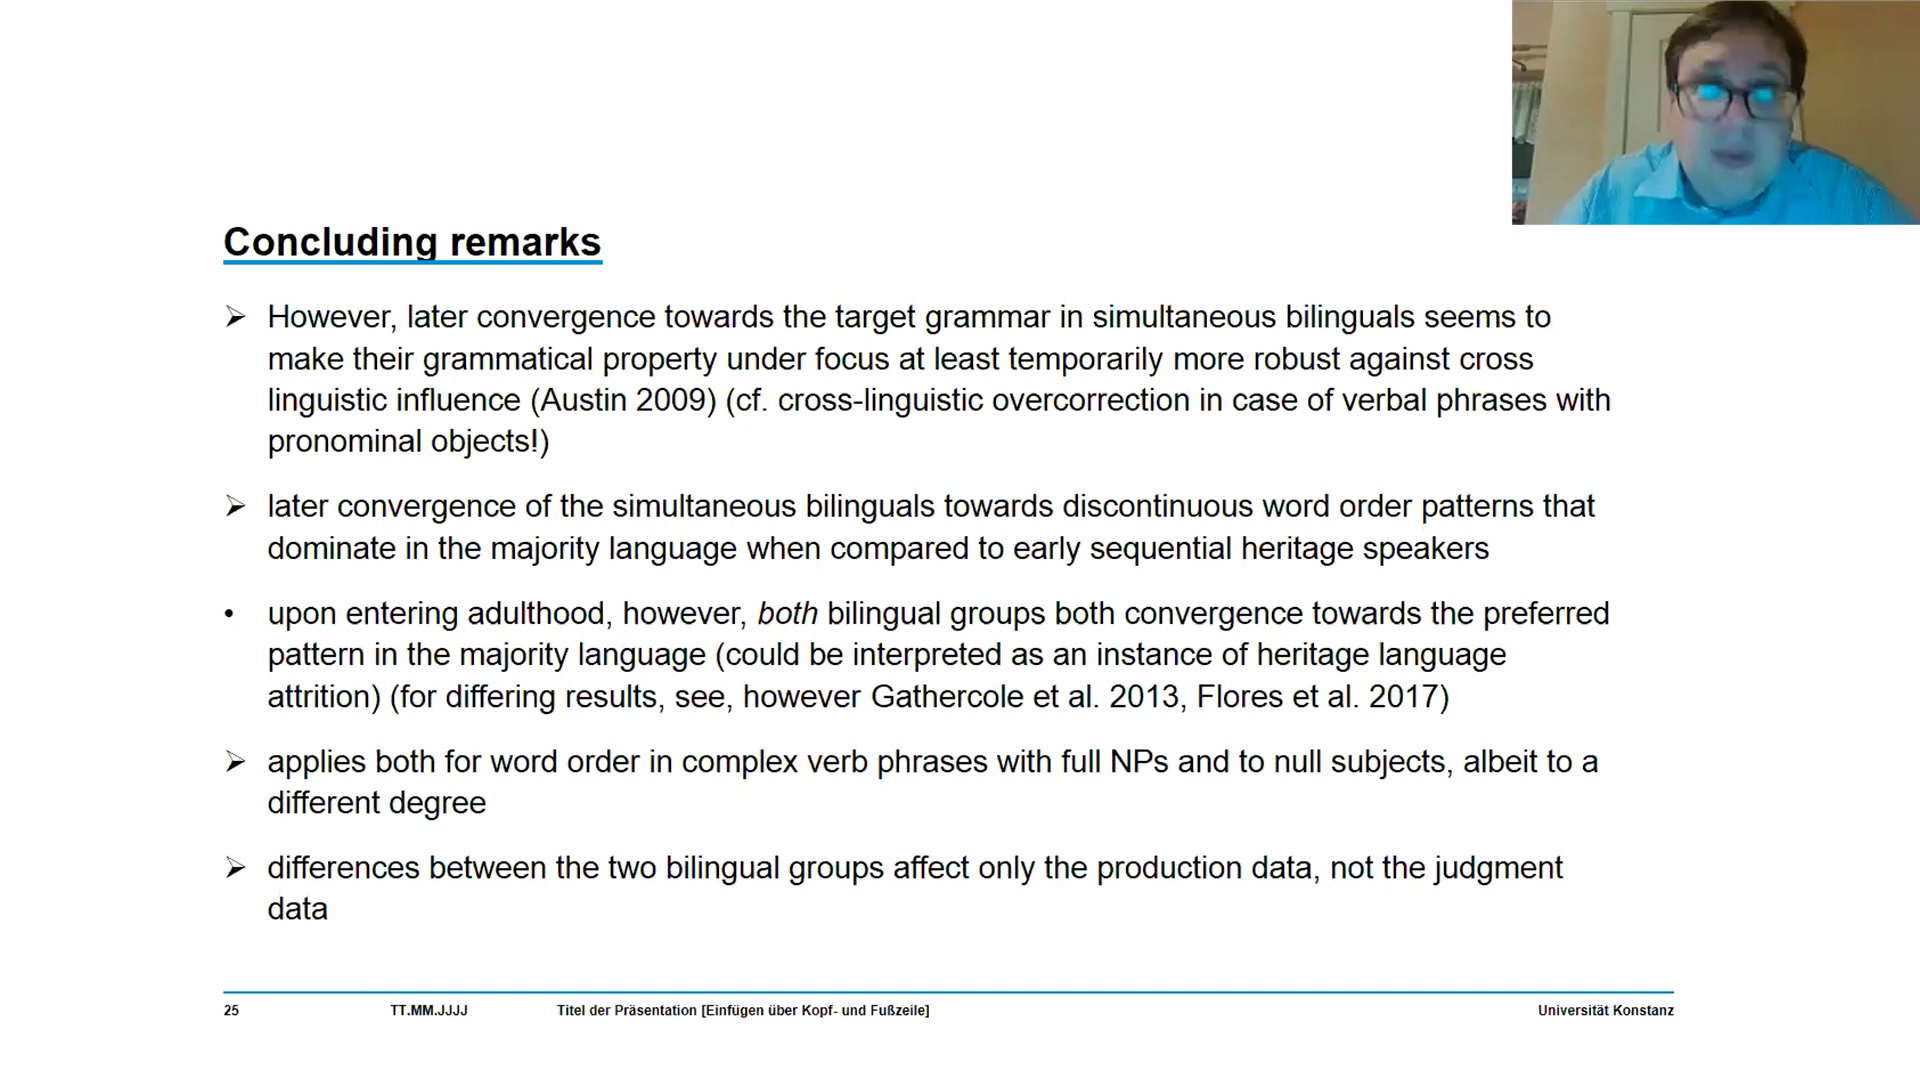 Concluding remarks
➢ However, later convergence towards the target grammar in simultaneous bilinguals seems to
make their grammatical property under focus at least temporarily more robust against cross
linguistic influence (Austin 2009) (cf. cross-linguistic overcorrection in case of verbal phrases with
pronominal objects!)
➢ later convergence of the simultaneous bilinguals towards discontinuous word order patterns that
dominate in the majority language when compared to early sequential heritage speakers
• upon entering adulthood, however, both bilingual groups both convergence towards the preferred
pattern in the majority language (could be interpreted as an instance of heritage language
attrition) (for differing results, see, however Gathercole et al. 2013, Flores et al. 2017)
➢ applies both for word order in complex verb phrases with full NPs and to null subjects, albeit to a
different degree
➢ differences between the two bilingual groups affect only the production data, not the judgment
data
25 TT.MM.JJJJ Titel der Präsentation [Einfügen über Kopf- und Fußzeile] Universität Konstanz